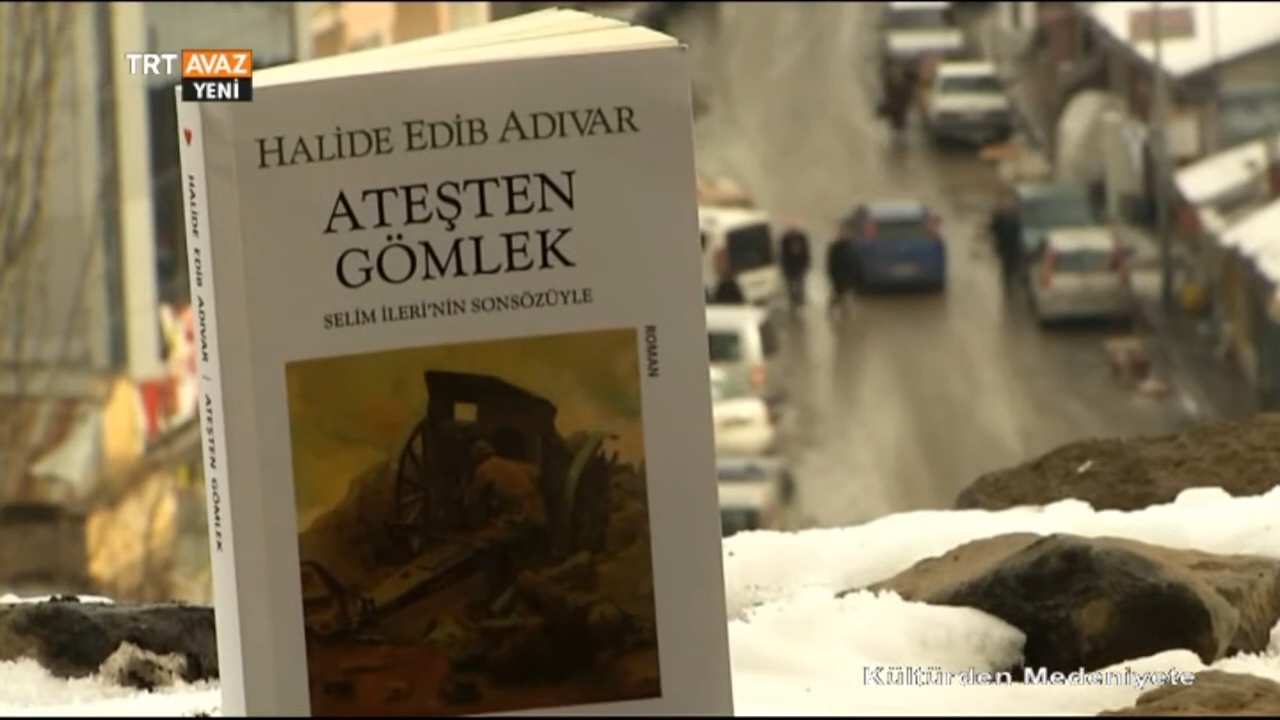 TRT AVAZ
YENİ
HALİDE EDİB ADIVAR
ATEŞTEN
GÖMLEK
SELİM İLERİ'NİN SONSÖZÜYLE
ROMAN
HALİDE EDİB ADIVAR / ATEŞTEN GÖMLEK
Kültürden Medeniyete